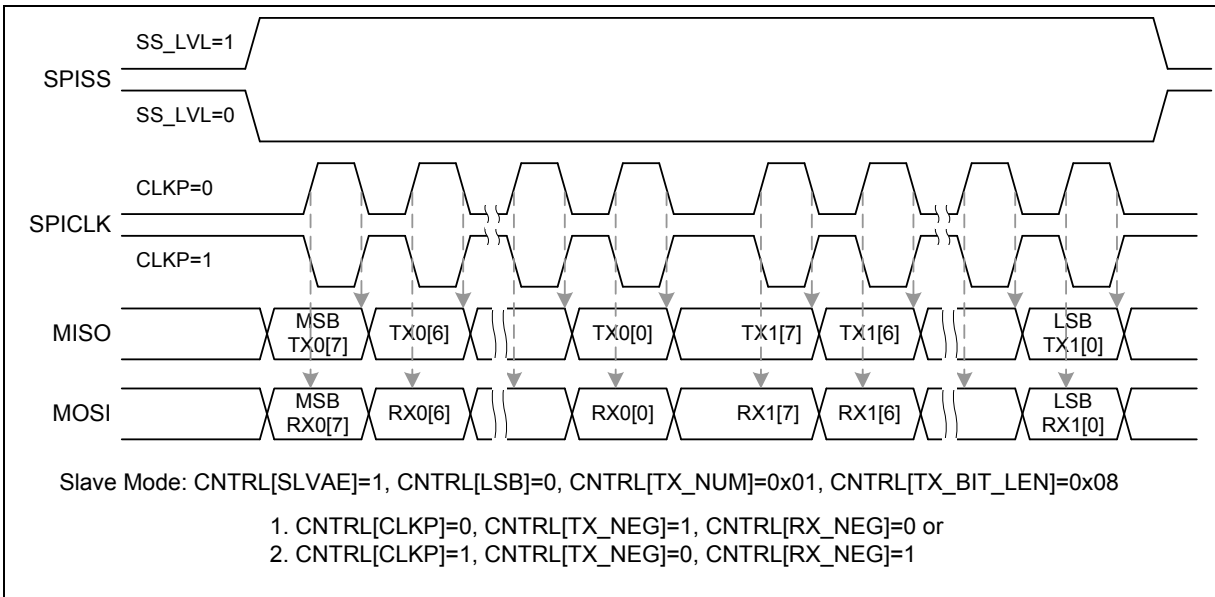 SS_LVL=1
SPISS
SS_LVL=0
CLKP=0
SPICLK
CLKP=1
MISO
MSB
TX0[7]
TX0[6]
TX0[0]
TX1[7]
TX1[6]
LSB
TX1[0]
MOSI
MSB
RX0[7]
RX0[6]
RX0[0]
RX1[7]
RX1[6]
LSB
RX1[0]
Slave Mode: CNTRL[SLVAE]=1, CNTRL[LSB]=0, CNTRL[TX_NUM]=0x01, CNTRL[TX_BIT_LEN]=0x08
1. CNTRL[CLKP]=0, CNTRL[TX_NEG]=1, CNTRL[RX_NEG]=0 or
2. CNTRL[CLKP]=1, CNTRL[TX_NEG]=0, CNTRL[RX_NEG]=1